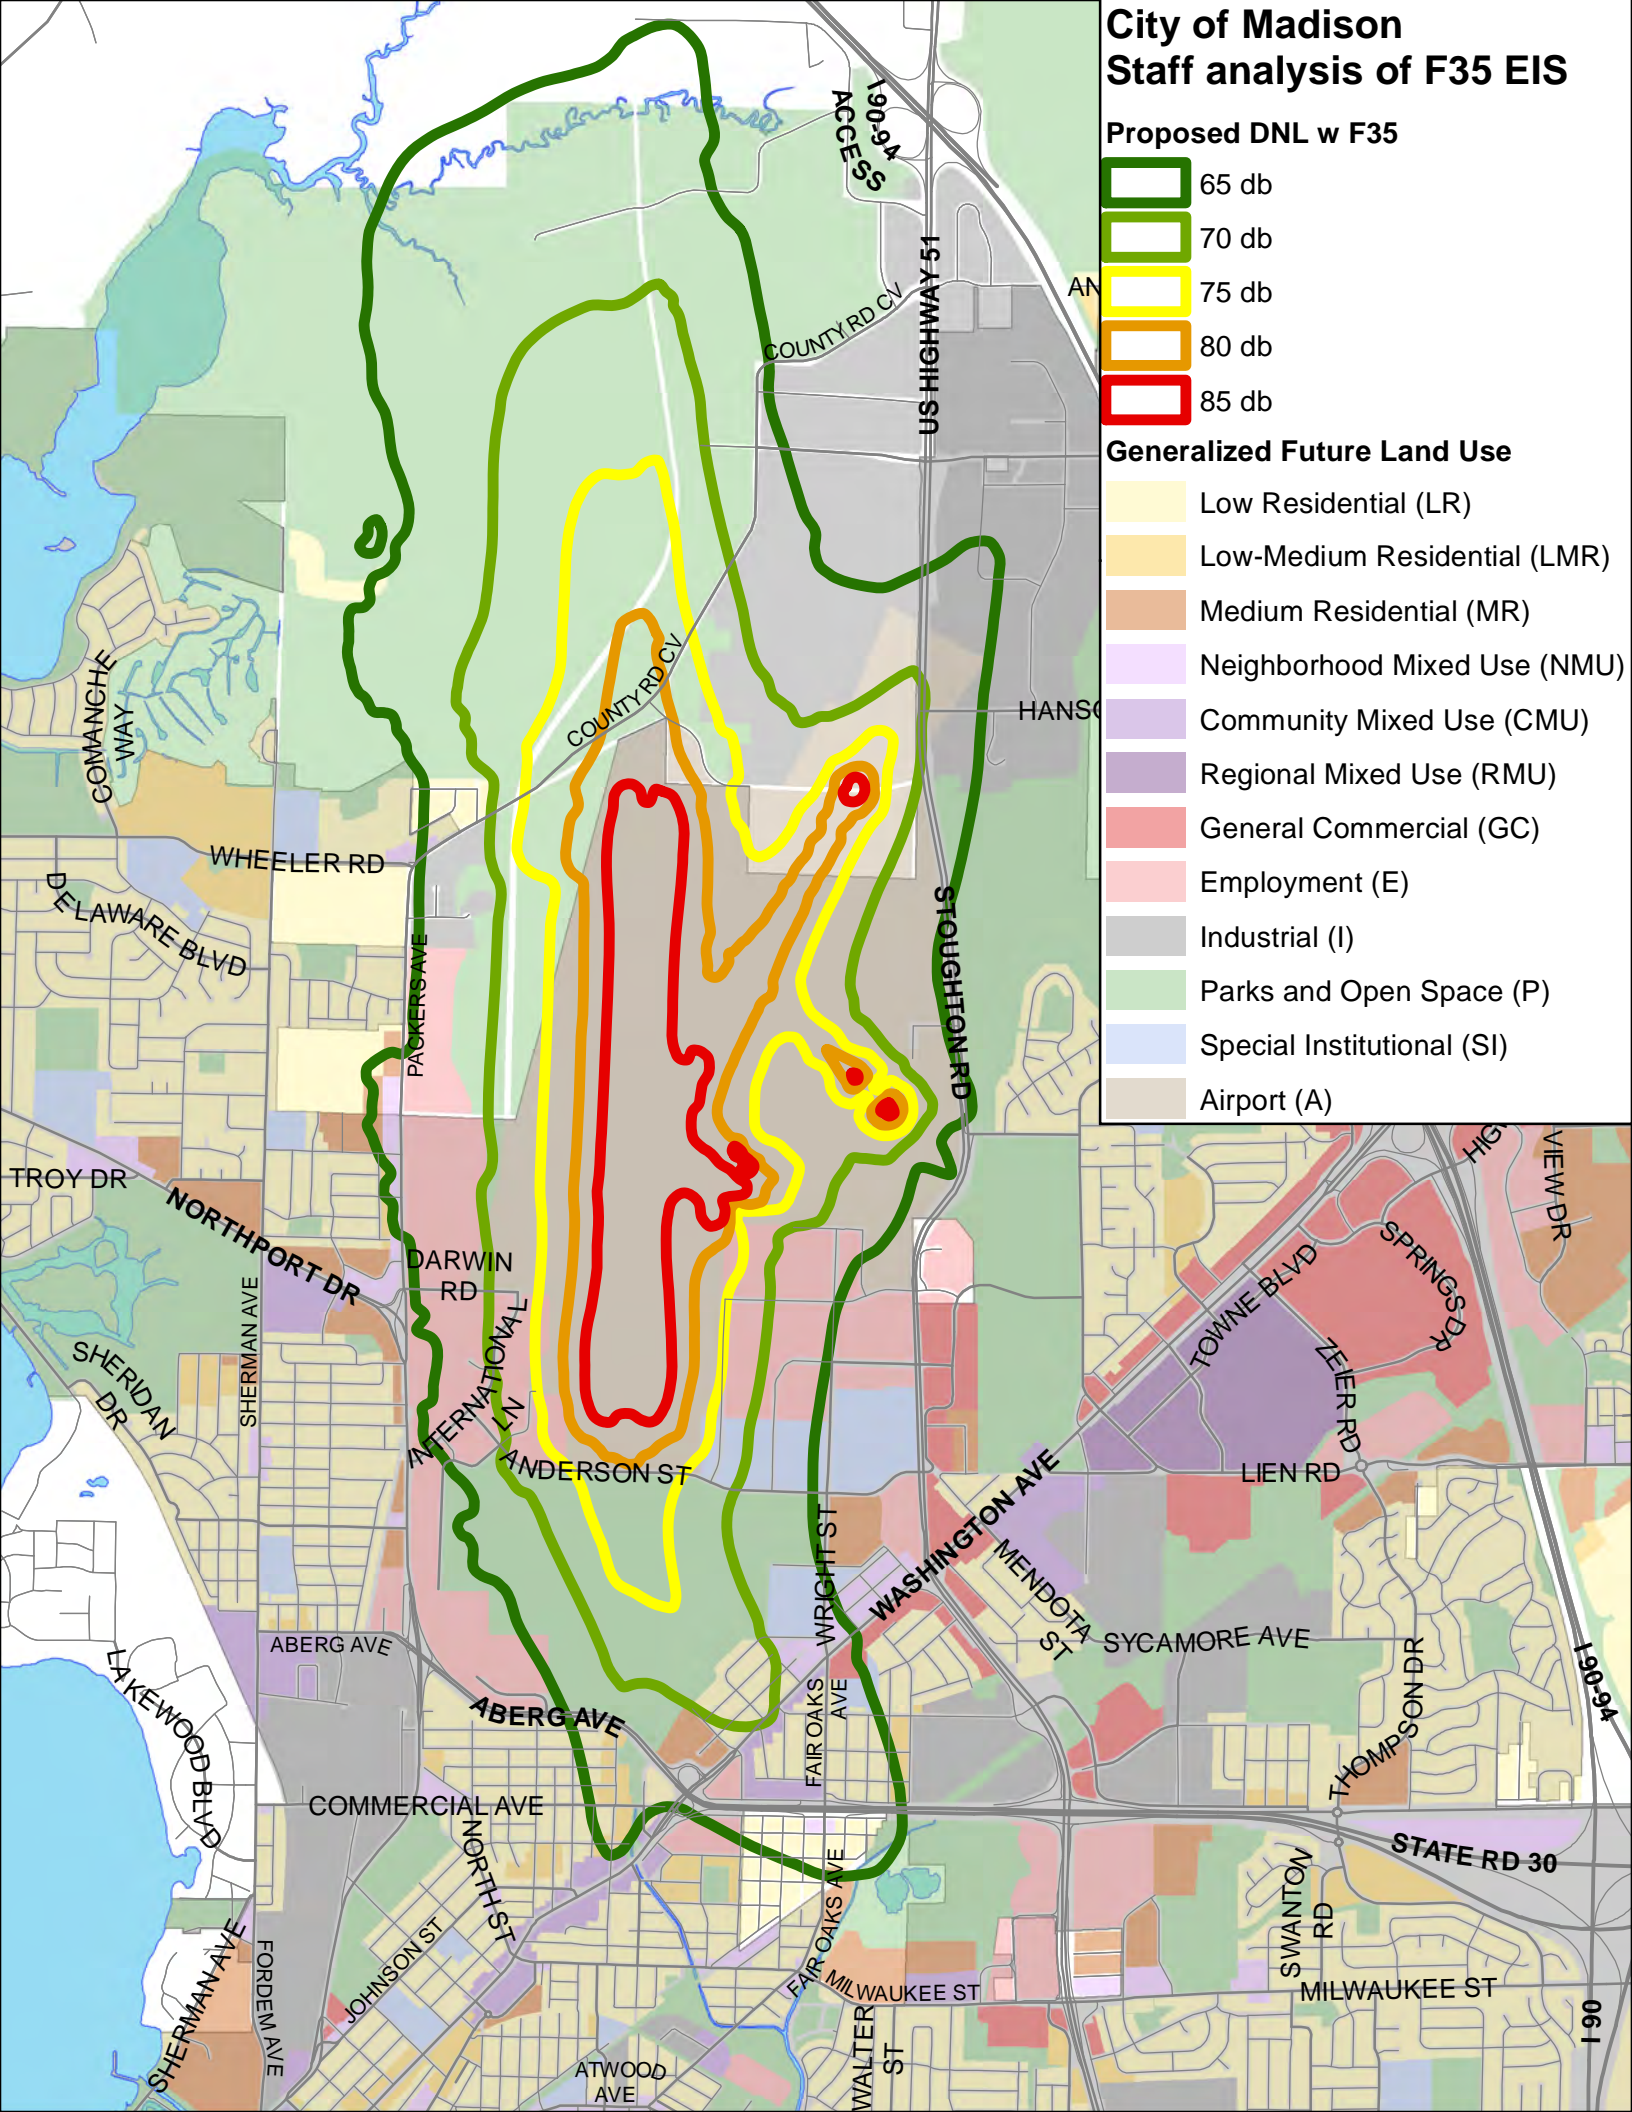 City of Madison
Staff analysis of F35 EIS
Proposed DNL w F35
65 db
70 db
75 db
80 db
85 db
Generalized Future Land Use
Low Residential (LR)
Low-Medium Residential (LMR)
Medium Residential (MR)
Neighborhood Mixed Use (NMU)
Community Mixed Use (CMU)
Regional Mixed Use (RMU)
General Commercial (GC)
Employment (E)
Industrial (I)
Parks and Open Space (P)
Special Institutional (SI)
Airport (A)
I 90-94
ACCESS
US HIGHWAY 51
COUNTY RD CV
AN
COUNTY RD CV
HANSO
COMANCHE
WAY
WHEELER RD
DELAWARE BLVD
PACKERS AVE
STOUGHTON RD
TROY DR
NORTHPORT DR
DARWIN
RD
SHERMAN AVE
SHERIDAN
DR
INTERNATIONAL
LN
ANDERSON ST
HIGH
VIEW DR
SPRINGS DR
TOWNE BLVD
ZEIER RD
LIEN RD
WASHINGTON AVE
WRIGHT ST
MENDOTA
ST
SYCAMORE AVE
I 90-94
THOMPSON DR
ABERG AVE
ABERG AVE
FAIR OAKS
AVE
LAKEWOOD BLVD
COMMERCIAL AVE
NORTH ST
STATE RD 30
SWANTON
RD
FAIR OAKS AVE
SHERMAN AVE
FORDEM AVE
JOHNSON ST
MILWAUKEE ST
MILWAUKEE ST
WALTER
ST
ATWOOD
AVE
I 90